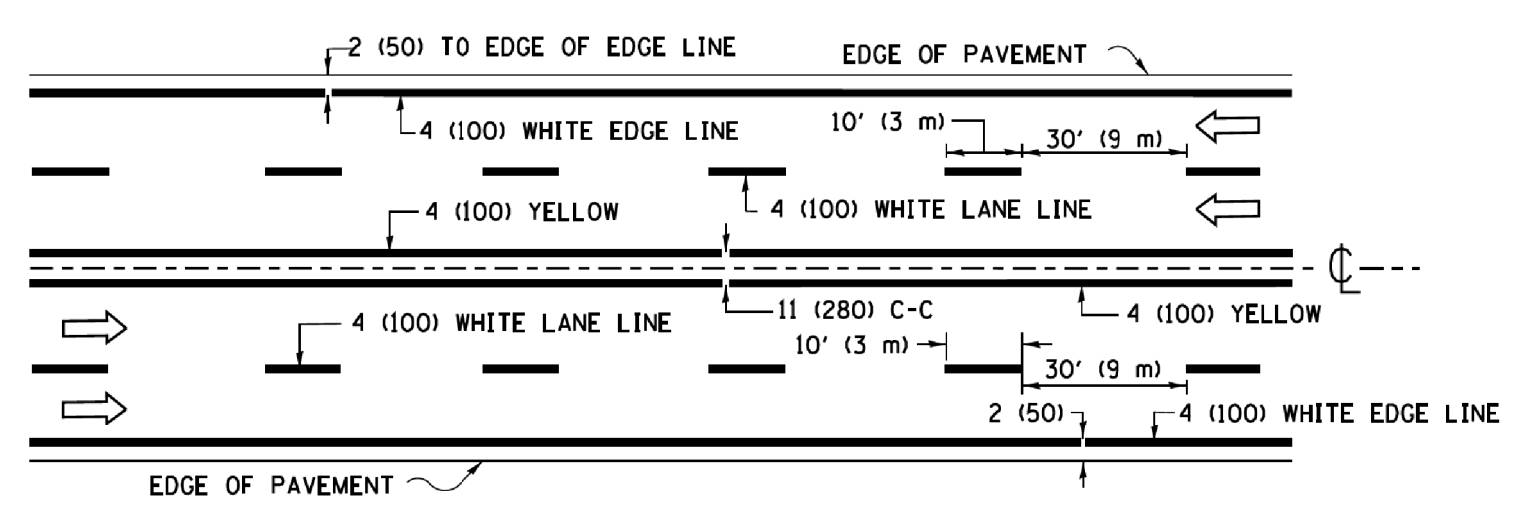 2 (50) TO EDGE OF EDGE LINE
EDGE OF PAVEMENT
4 (100) WHITE EDGE LINE
10' (3 m)
30' (9 m)
4 (100) YELLOW
4 (100) WHITE LANE LINE
CL
11 (280) C-C
4 (100) YELLOW
4 (100) WHITE LANE LINE
10' (3 m)
30' (9 m)
2 (50)
4 (100) WHITE EDGE LINE
EDGE OF PAVEMENT